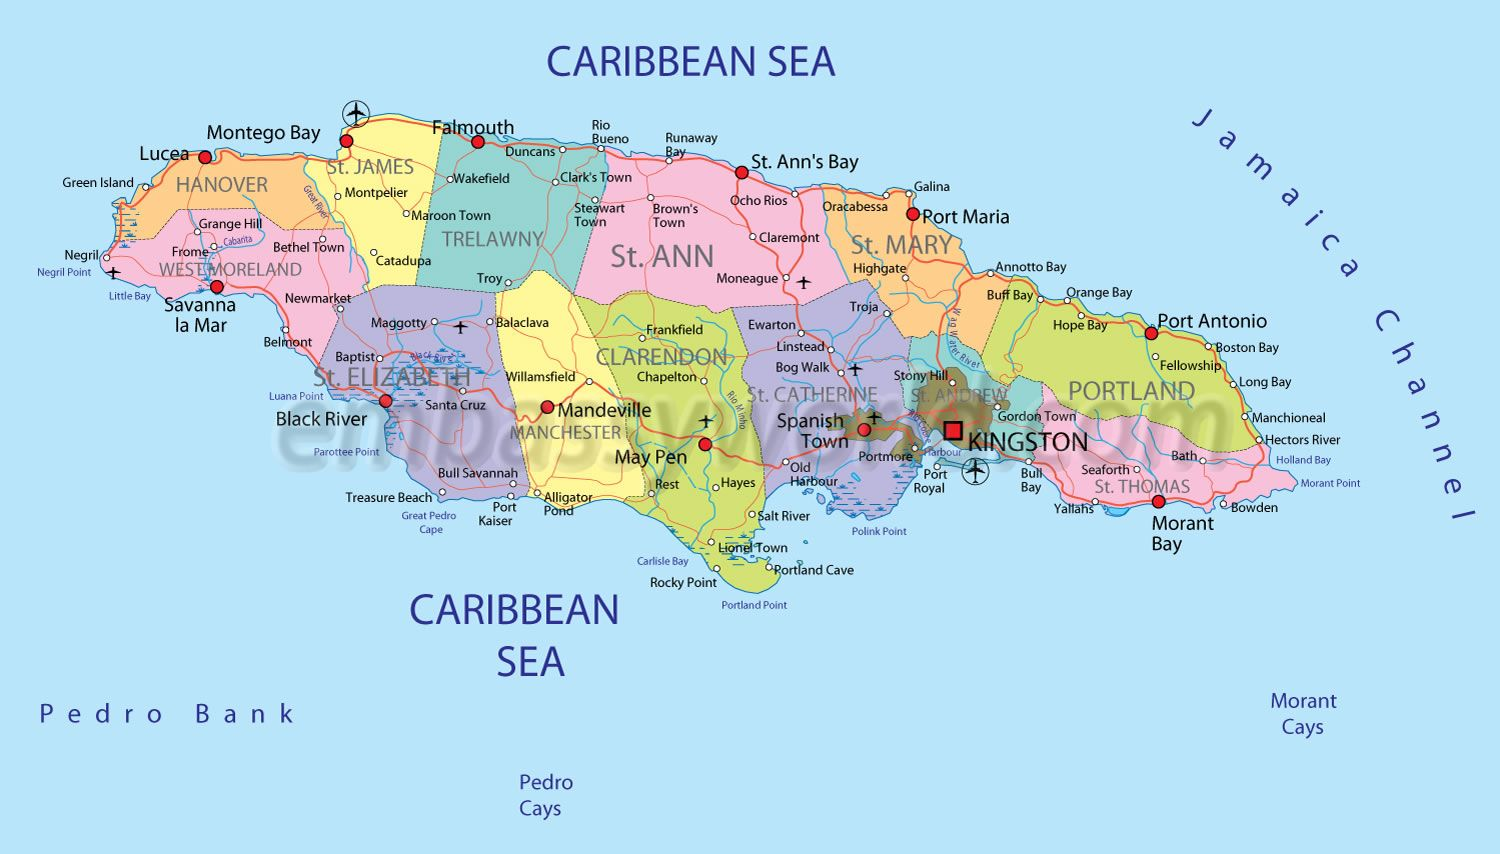 CARIBBEAN SEA
Jamaica Channel
Montego Bay
Falmouth
Rio
Bueno
Runaway
Bay
Lucea
Duncans
St. Ann's Bay
St. JAMES
Green Island
HANOVER
Wakefield
Clark's Town
Galina
Montpelier
Great River
Ocho Rios
Oracabessa
Maroon Town
Stewart
Town
Brown's
Town
Port Maria
Grange Hill
Cabarita
Bethel Town
TRELAWNY
Claremont
St. MARY
Negril
Frome
Catadupa
St. ANN
Negril Point
WESTMORELAND
Highgate
Annotto Bay
Troy
Moneague
Little Bay
Savanna
la Mar
Newmarket
Buff Bay
Orange Bay
Troja
Maggotty
Balaclava
Frankfield
Ewarton
Wag Water River
Hope Bay
Port Antonio
Belmont
Baptist
Black River
CLARENDON
Linstead
Boston Bay
St. ELIZABETH
Willamsfield
Chapelton
Bog Walk
Stony Hill
Fellowship
Long Bay
Luana Point
Santa Cruz
Rio Minho
St. CATHERINE
St. ANDREW
PORTLAND
Black River
Mandeville
Spanish
Town
Rio Cobre
Gordon Town
Manchioneal
embassyworld.com
MANCHESTER
KINGSTON
Hectors River
Parottee Point
May Pen
Portmore
Harbour
Bath
Holland Bay
Bull Savannah
Old
Harbour
Port
Royal
Bull
Bay
Seaforth
Morant Point
Treasure Beach
Rest
Hayes
St. THOMAS
Great Pedro
Cape
Port
Kaiser
Alligator
Pond
Salt River
Yallahs
Bowden
Polink Point
Morant
Bay
Lionel Town
Carlisle Bay
Portland Cave
Rocky Point
Portland Point
CARIBBEAN
SEA
Pedro Bank
Morant
Cays
Pedro
Cays